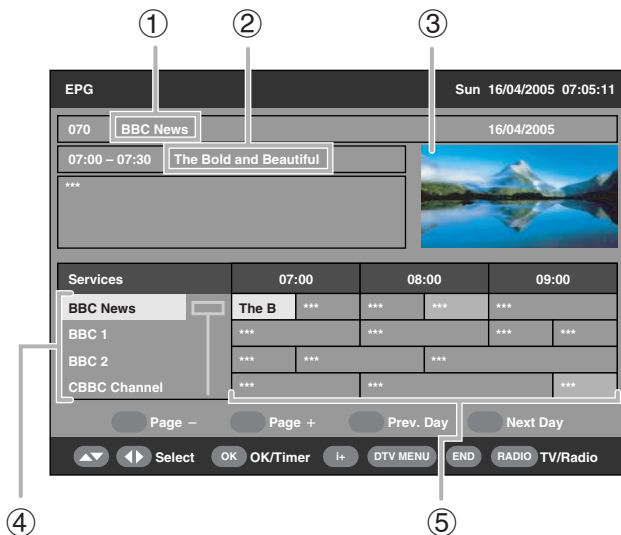 ① ② ③
EPG Sun 16/04/2005 07:05:11
070 BBC News 16/04/2005
07:00 – 07:30 The Bold and Beautiful
***
Services 07:00 08:00 09:00
BBC News The B *** *** *** ***
BBC 1 *** *** *** ***
BBC 2 *** *** ***
CBBC Channel *** *** ***
Page – Page + Prev. Day Next Day
Select OK OK/Timer i+ DTV MENU END RADIO TV/Radio
④ ⑤